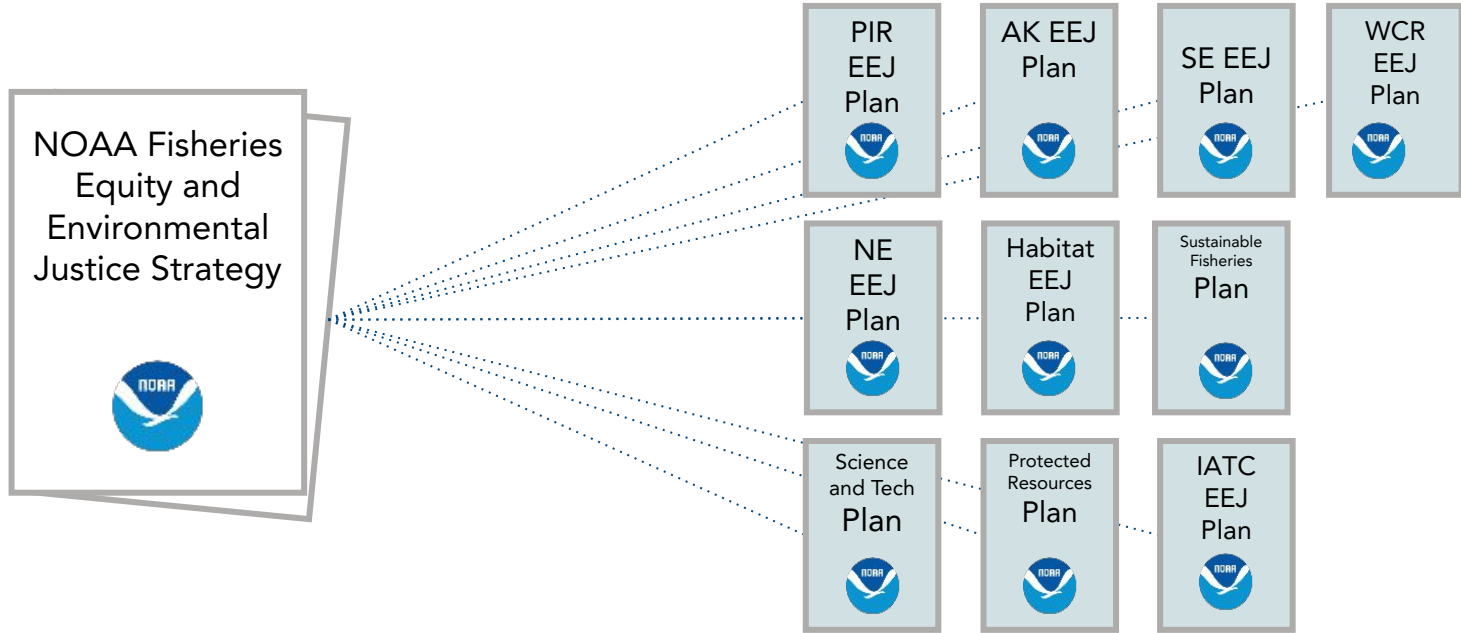 NOAA Fisheries
Equity and
Environmental
Justice Strategy
NOAA
PIR
EEJ
Plan
NOAA
AK EEJ
Plan
NOAA
SE EEJ
Plan
NOAA
WCR
EEJ
Plan
NOAA
NE
EEJ
Plan
NOAA
Habitat
EEJ
Plan
NOAA
Sustainable
Fisheries
Plan
NOAA
Science
and Tech
Plan
NOAA
Protected
Resources
Plan
NOAA
IATC
EEJ
Plan
NOAA